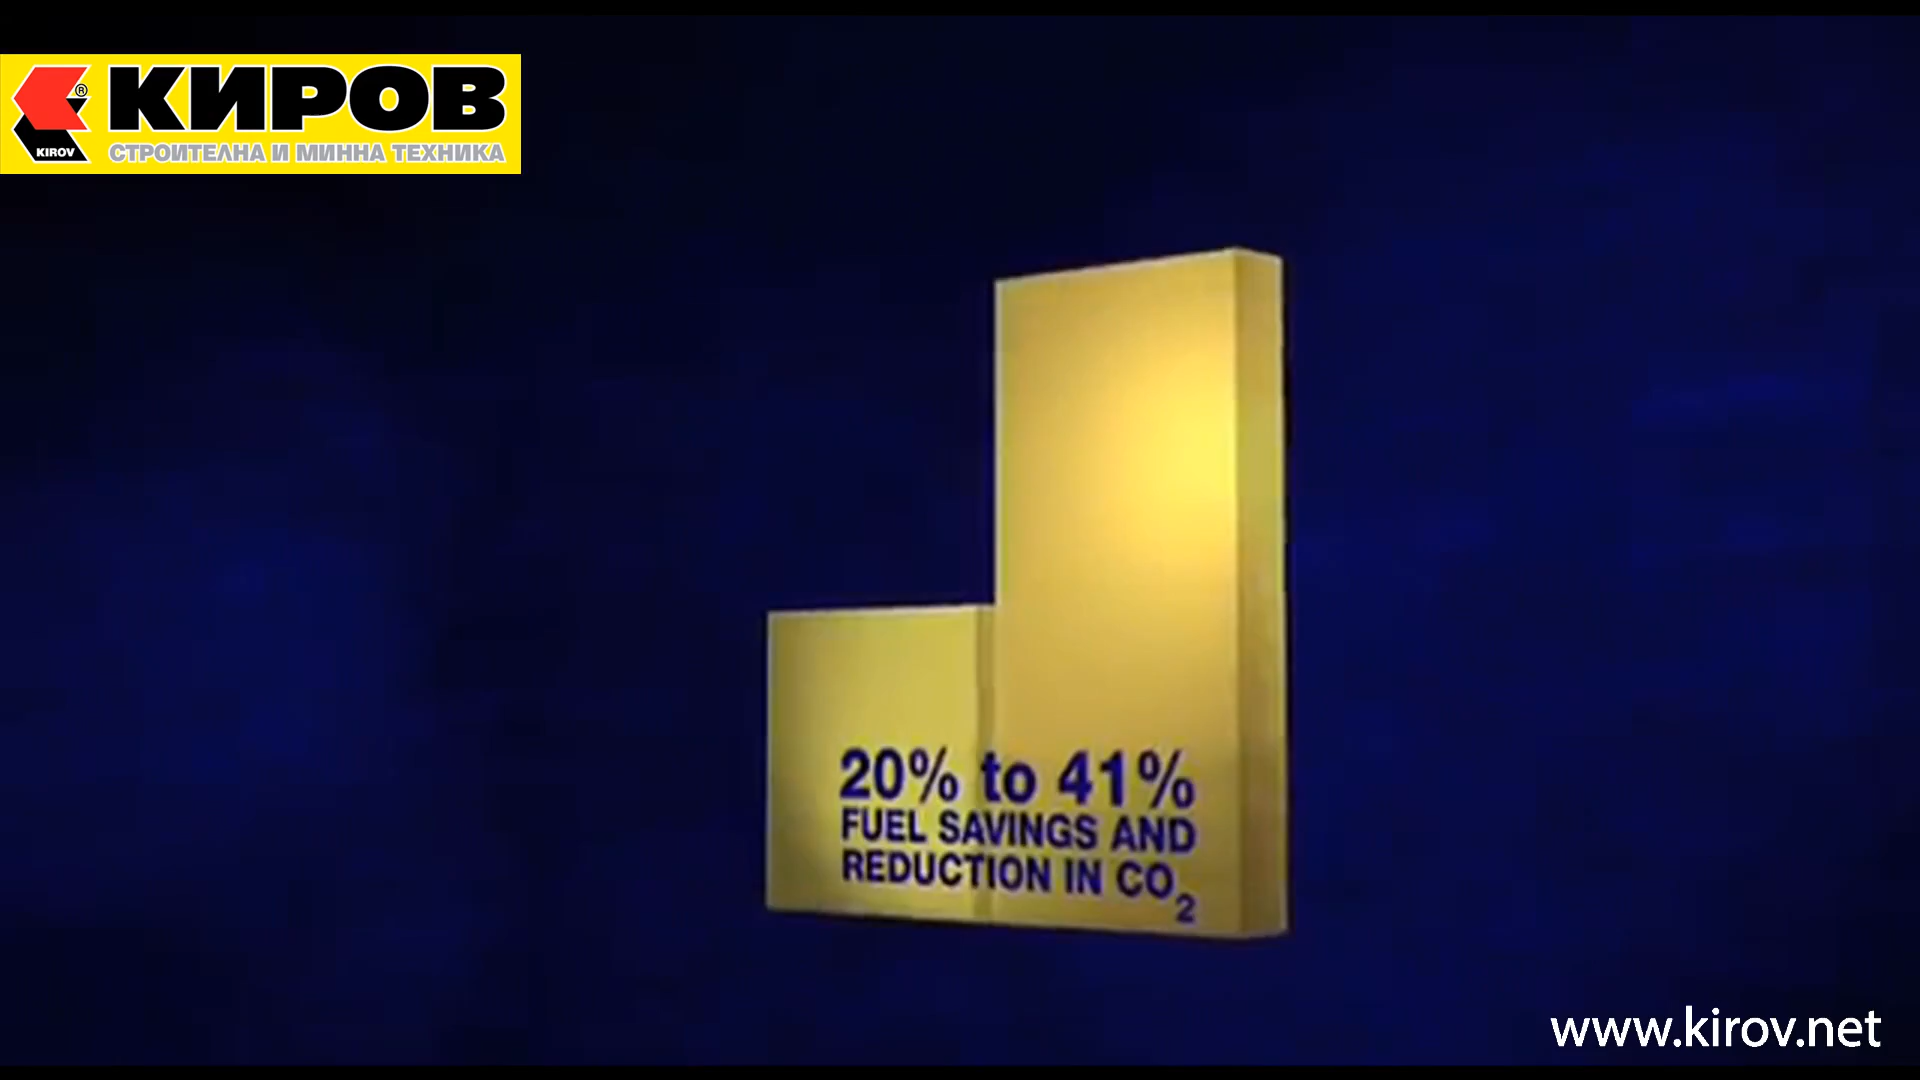 КИРОВ
®
KIROV
СТРОИТЕЛНА И МИННА ТЕХНИКА
20% to 41%
FUEL SAVINGS AND
REDUCTION IN CO₂
www.kirov.net